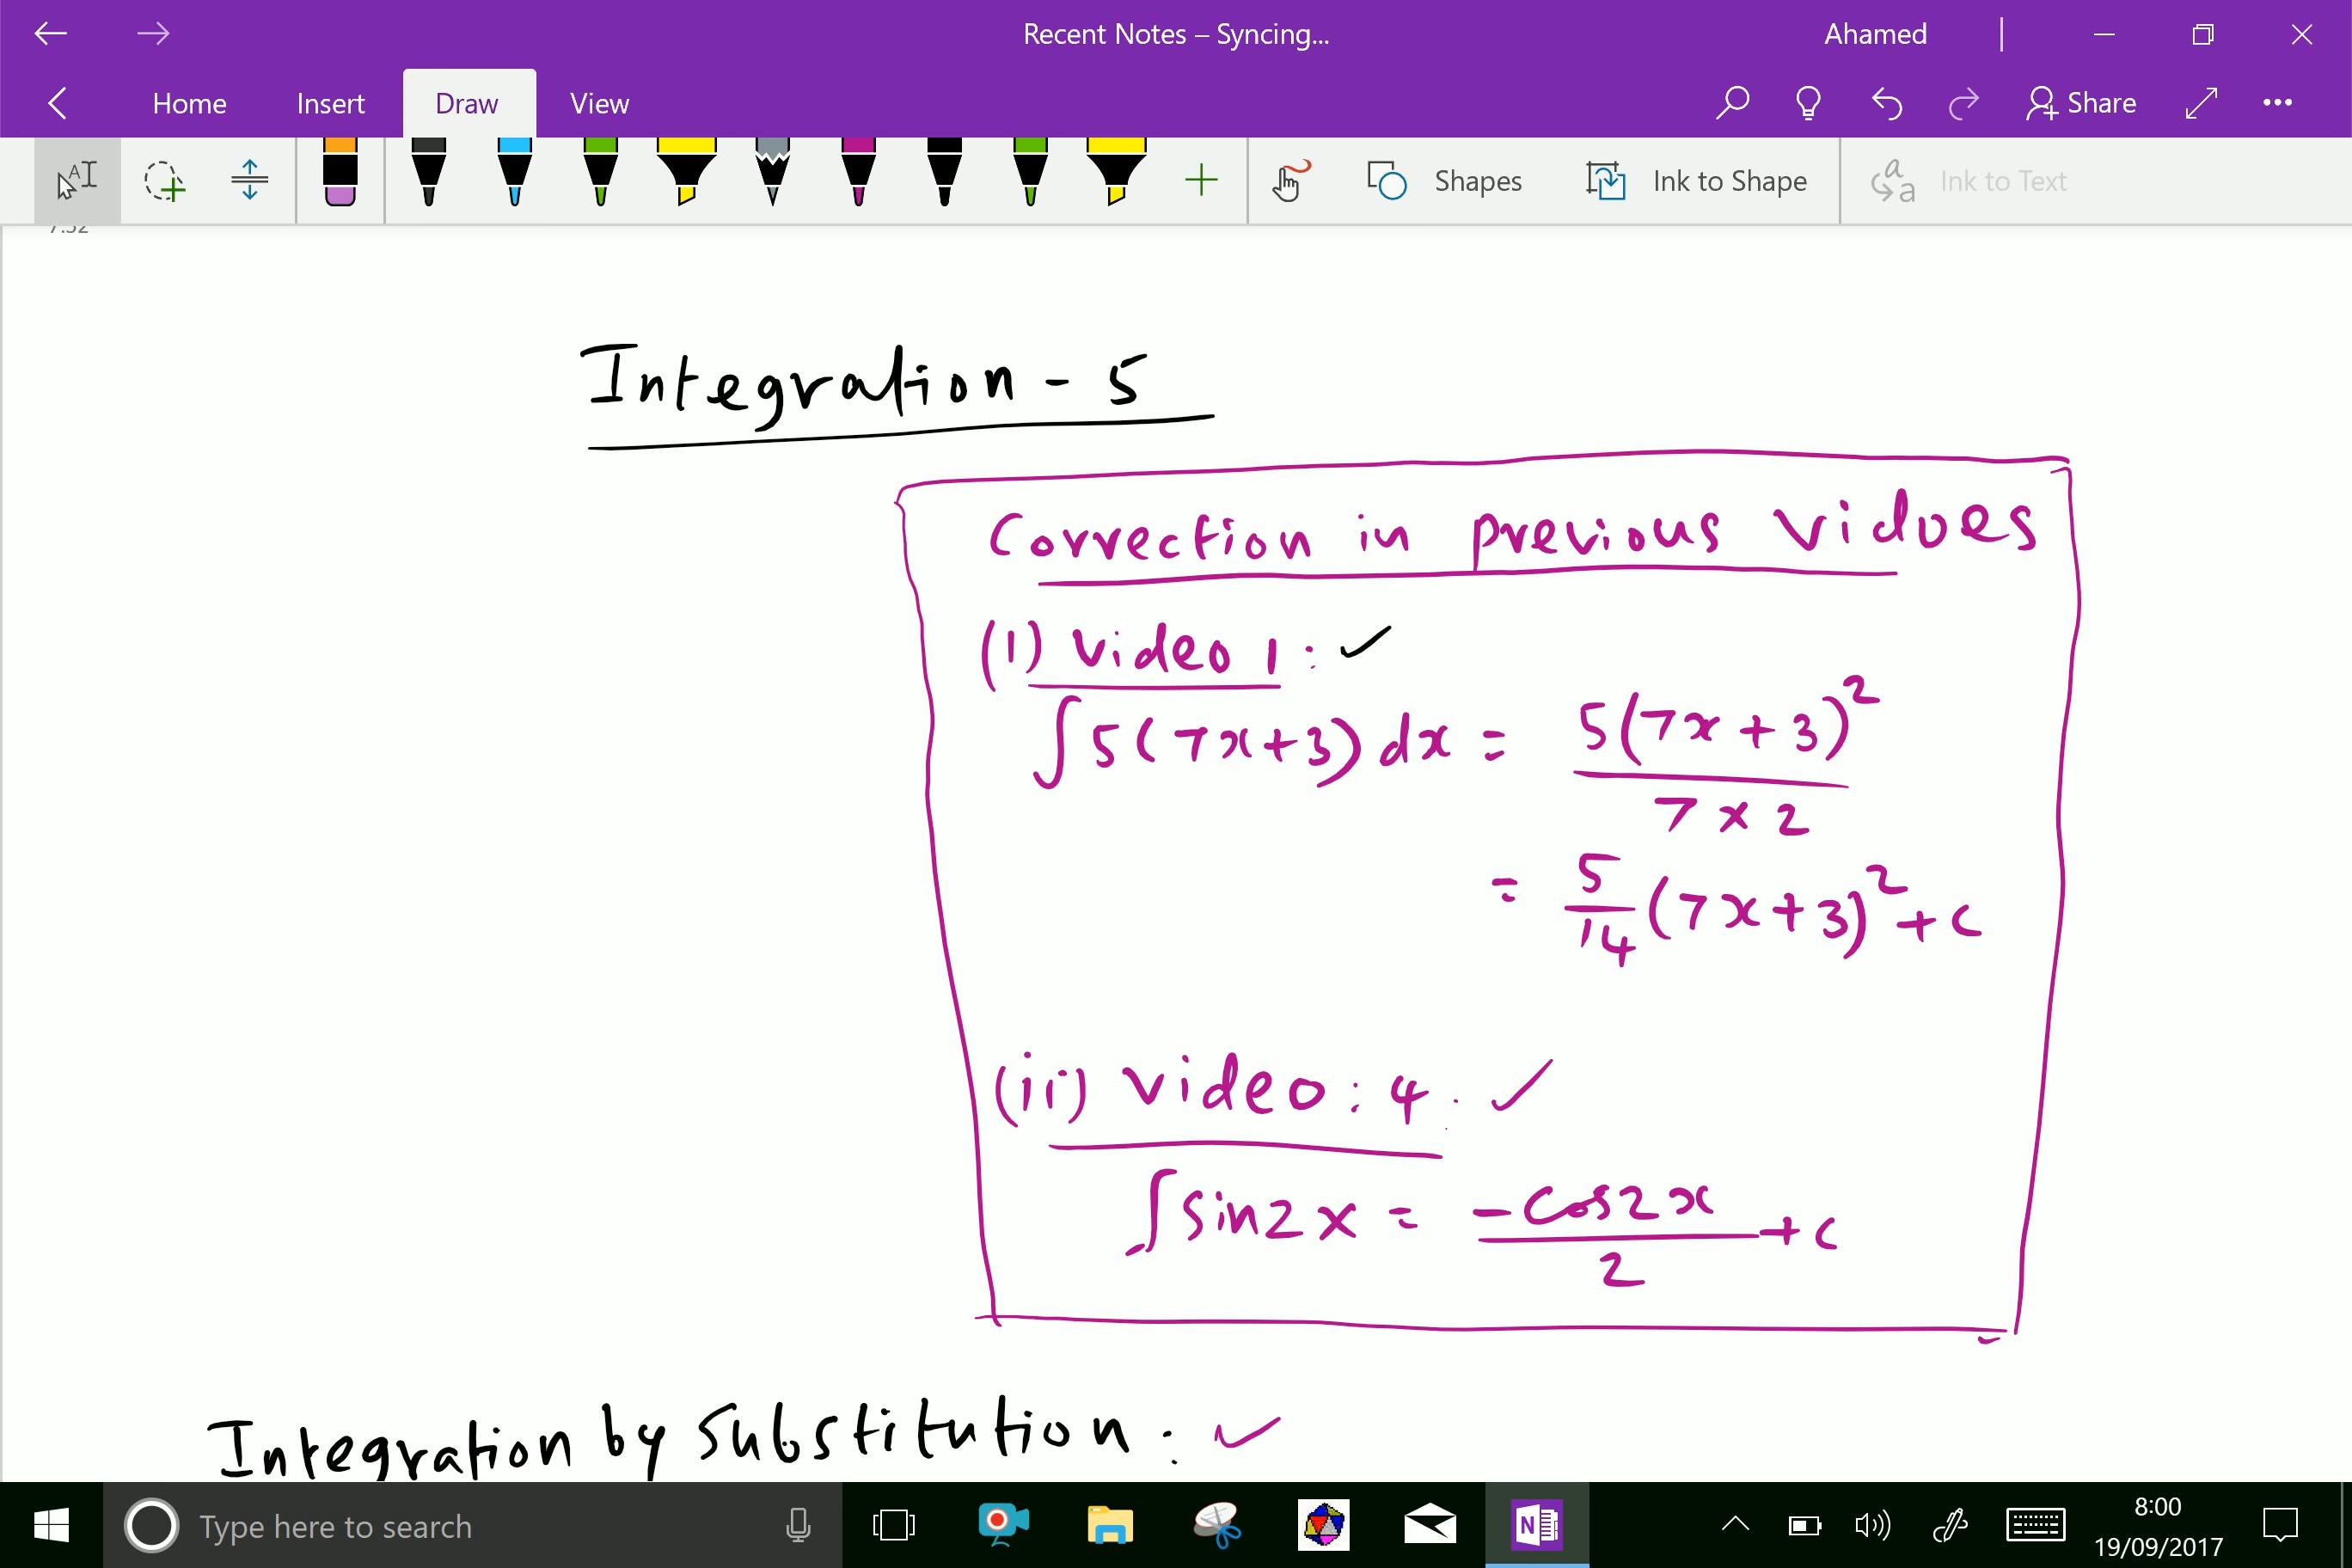 Recent Notes – Syncing...
Ahamed
Home Insert Draw View
Share
Shapes
Ink to Shape
Ink to Text
Integration - 5
Correction in previous vidoes
(1) Video 1 :
∫ 5(7x+3) dx = 5(7x+3)² / 7 x 2
= 5/14 (7x+3)² + c
(ii) video : 4 .
∫ sin2x = -cos2x / 2 + c
Integration by Substitution :
Type here to search
8:00
19/09/2017